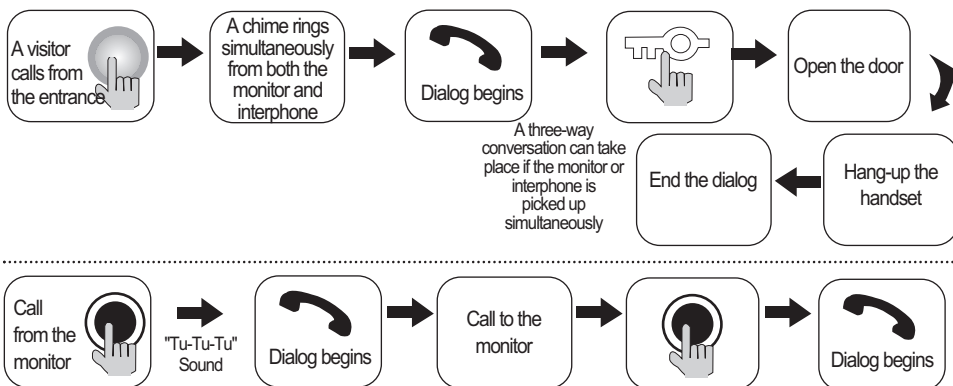 A visitor
calls from
the entrance
A chime rings
simultaneously
from both the
monitor and
interphone
Dialog begins
Open the door
A three-way
conversation can take
place if the monitor or
interphone is
picked up
simultaneously
End the dialog
Hang-up the
handset
Call
from the
monitor
"Tu-Tu-Tu"
Sound
Dialog begins
Call to the
monitor
Dialog begins